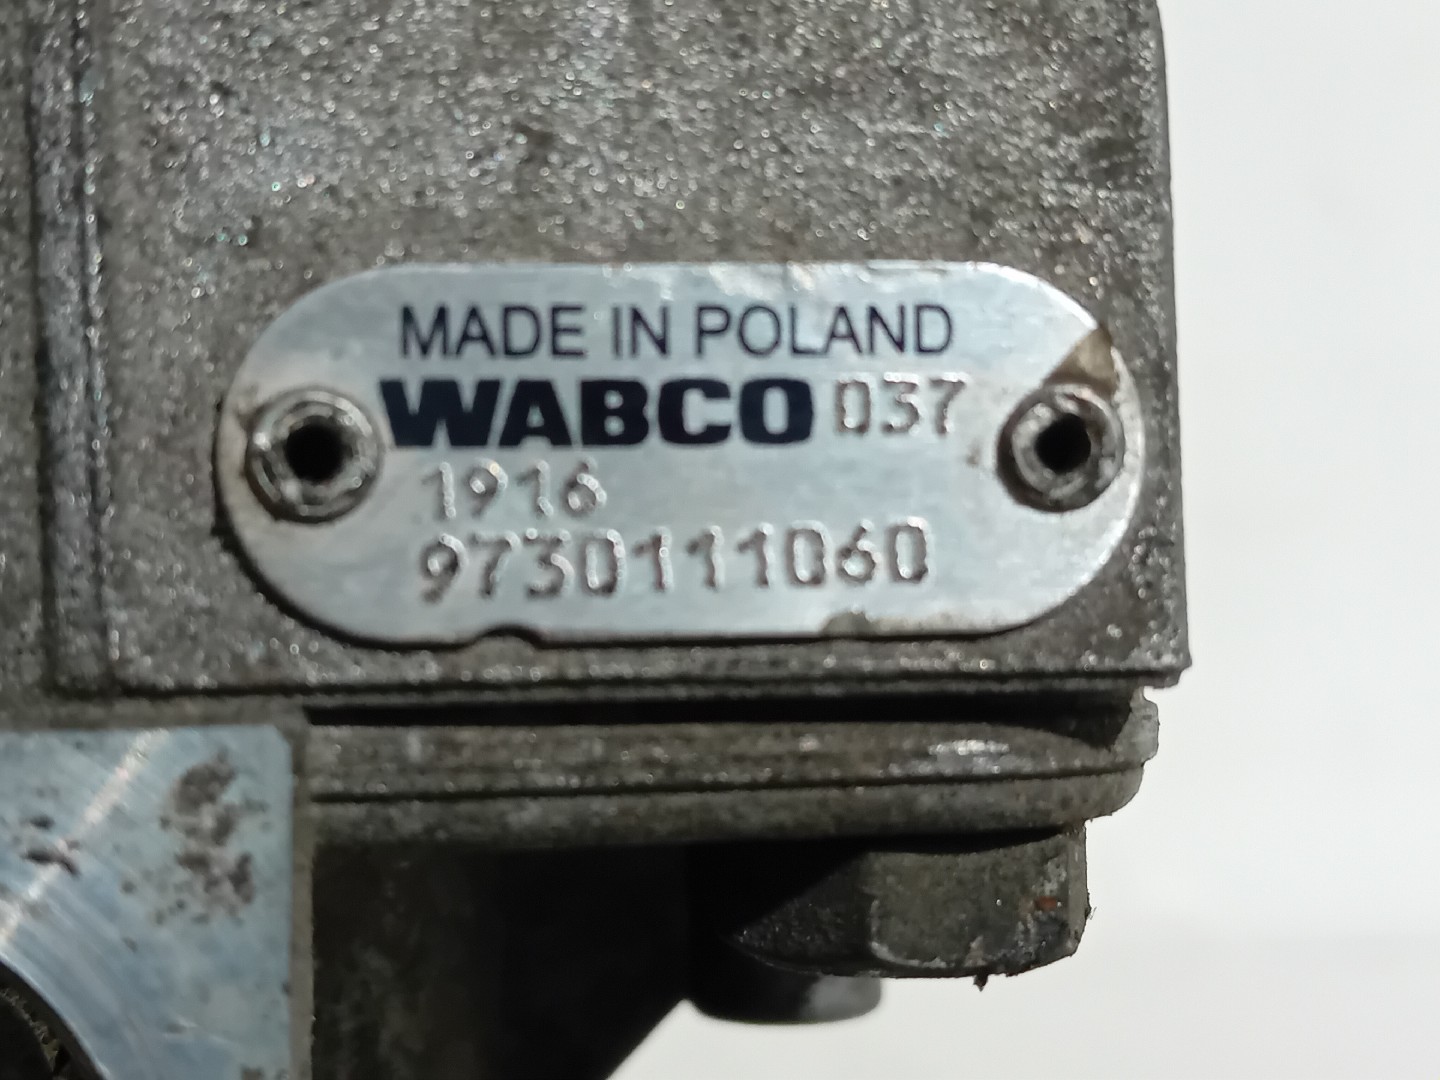 MADE IN POLAND
WABCO 037
1916
9730111060